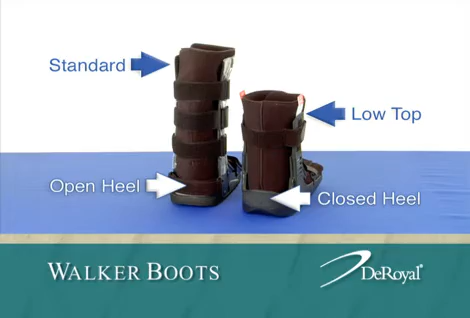 Standard
Low Top
Open Heel
Closed Heel
WALKER BOOTS
DeRoyal®